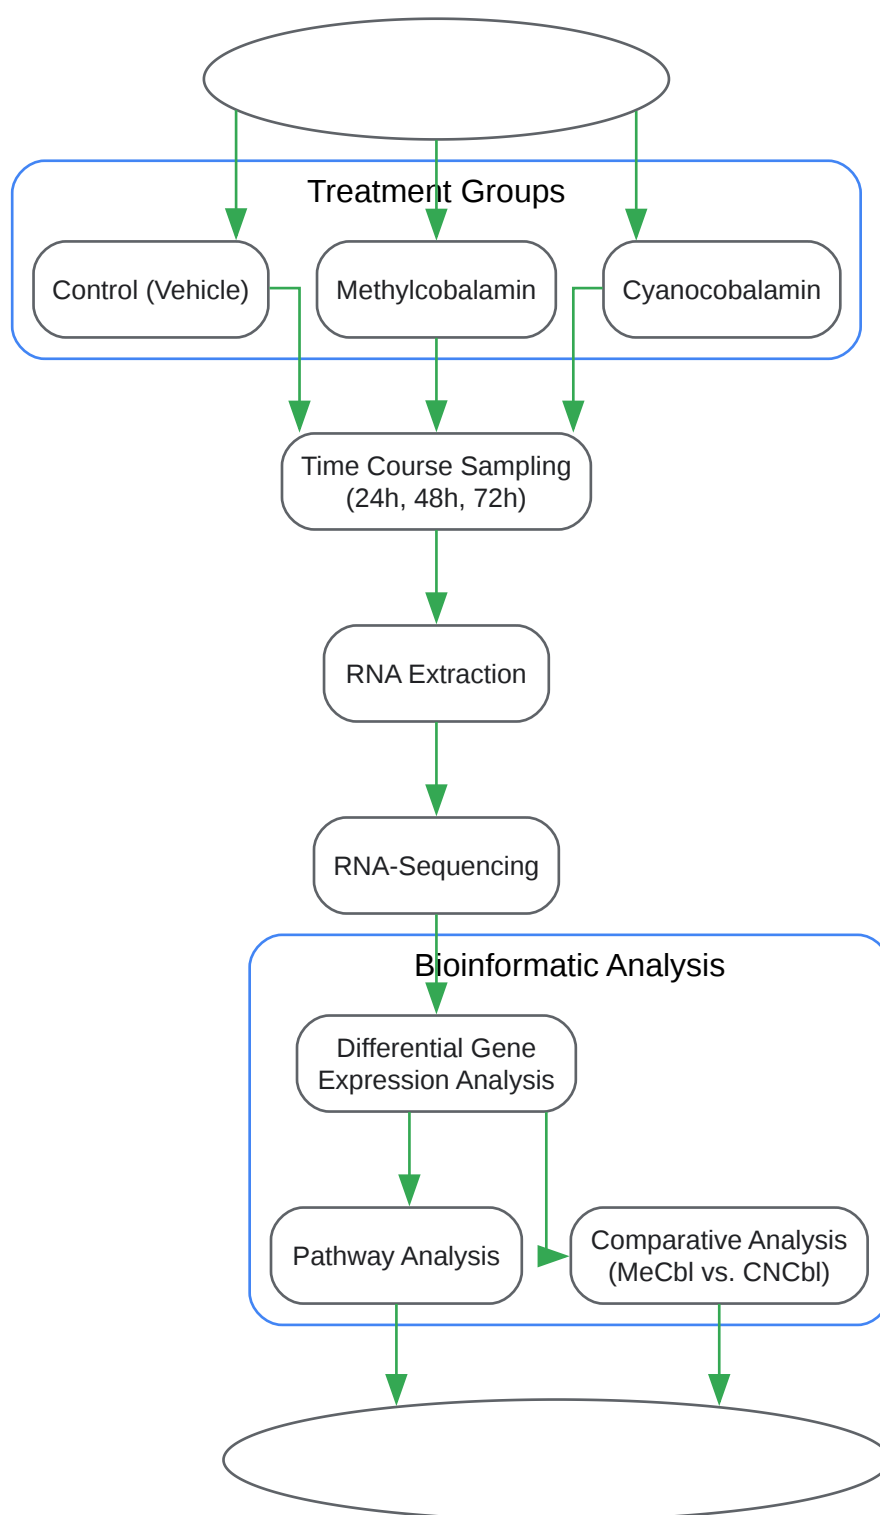 Treatment Groups
Control (Vehicle)
Methylcobalamin
Cyanocobalamin
Time Course Sampling
(24h, 48h, 72h)
RNA Extraction
RNA-Sequencing
Bioinformatic Analysis
Differential Gene
Expression Analysis
Pathway Analysis
Comparative Analysis
(MeCbl vs. CNCbl)